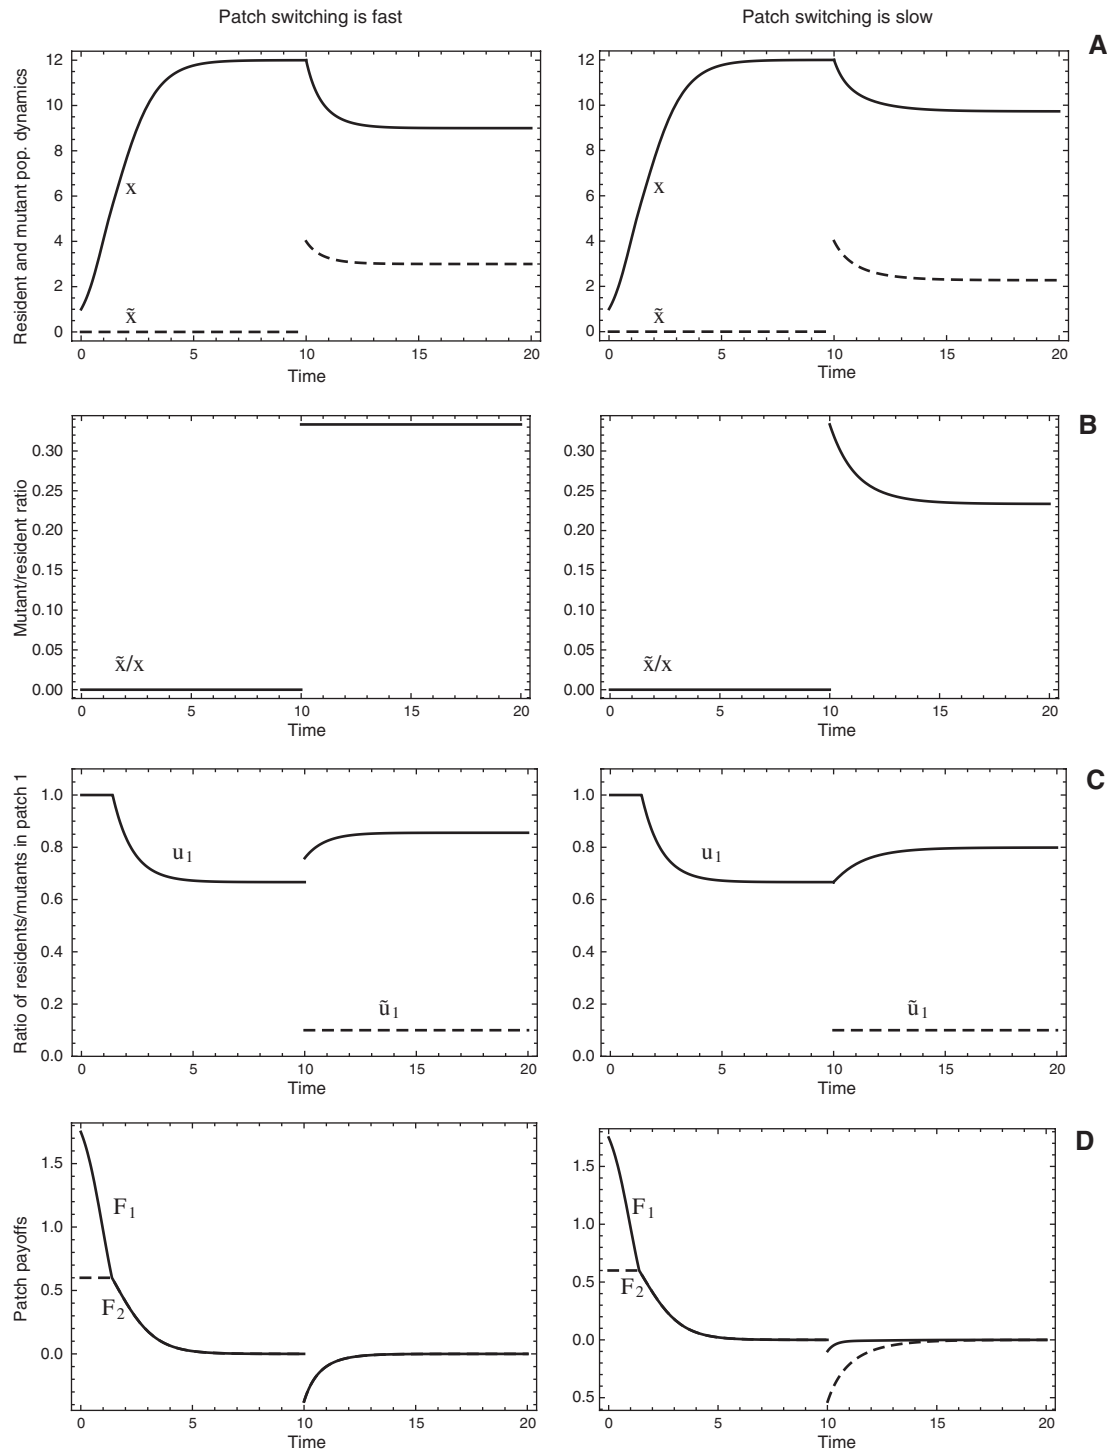 Patch switching is fast
Patch switching is slow
A
Resident and mutant pop. dynamics
12
10
8
6
4
2
0
x
x̃
0 5 10 15 20
Time
12
10
8
6
4
2
0
x
x̃
0 5 10 15 20
Time
B
Mutant/resident ratio
0.30
0.25
0.20
0.15
0.10
0.05
0.00
x̃/x
0 5 10 15 20
Time
0.30
0.25
0.20
0.15
0.10
0.05
0.00
x̃/x
0 5 10 15 20
Time
C
Ratio of residents/mutants in patch 1
1.0
0.8
0.6
0.4
0.2
0.0
u1
ũ1
0 5 10 15 20
Time
1.0
0.8
0.6
0.4
0.2
0.0
u1
ũ1
0 5 10 15 20
Time
D
Patch payoffs
1.5
1.0
0.5
0.0
F1
F2
0 5 10 15 20
Time
1.5
1.0
0.5
0.0
0.5
F1
F2
0 5 10 15 20
Time